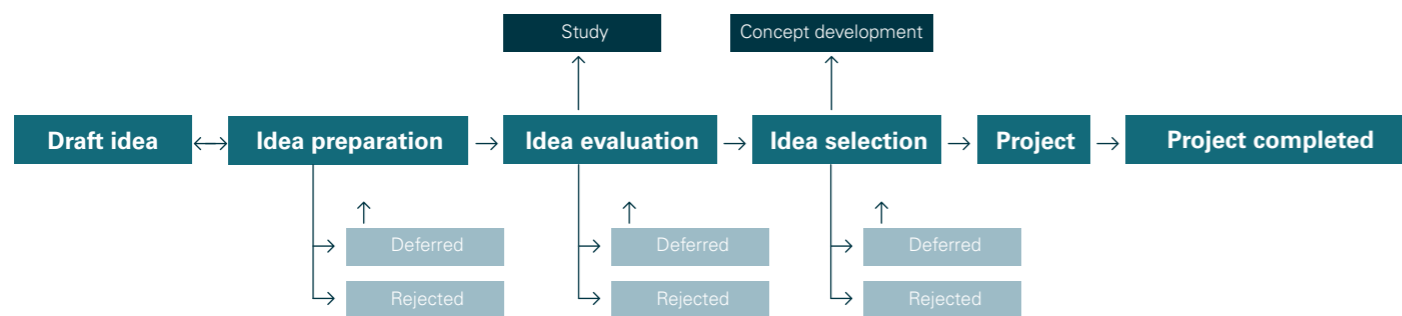 Study
Concept development
Draft idea
Idea preparation
Idea evaluation
Idea selection
Project
Project completed
Deferred
Deferred
Deferred
Rejected
Rejected
Rejected